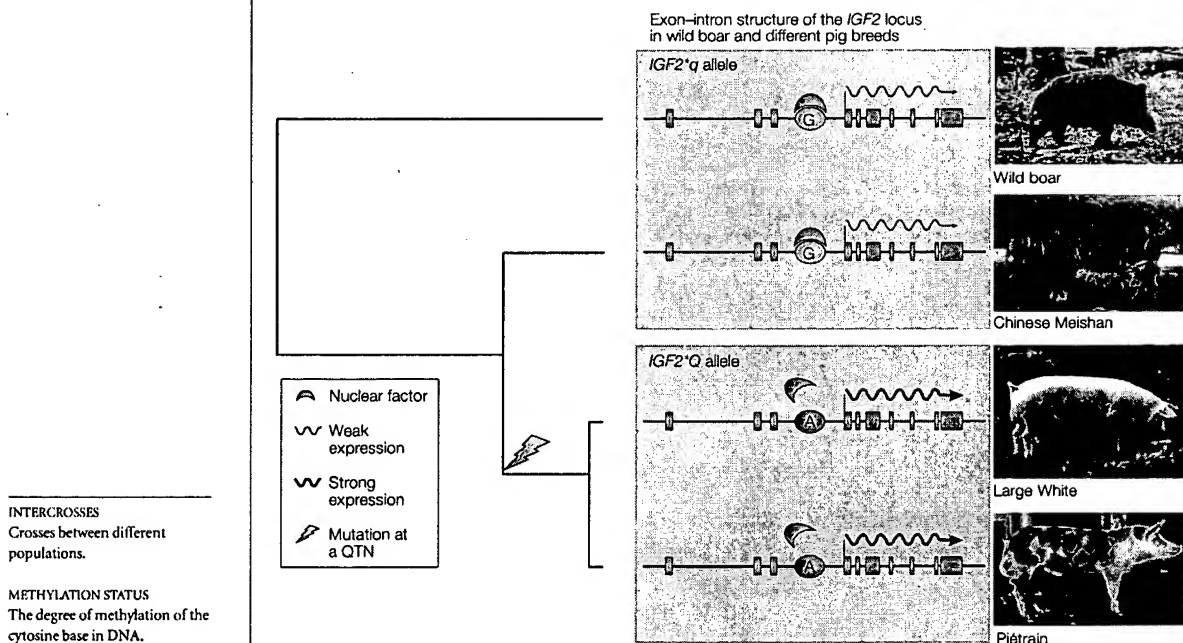 Exon–intron structure of the IGF2 locus
in wild boar and different pig breeds
IGF2*q allele
G
Wild boar
G
Chinese Meishan
IGF2*Q allele
A
Large White
A
Piétrain
Nuclear factor
Weak
expression
Strong
expression
Mutation at
a QTN
INTERCROSSES
Crosses between different
populations.
METHYLATION STATUS
The degree of methylation of the
cytosine base in DNA.